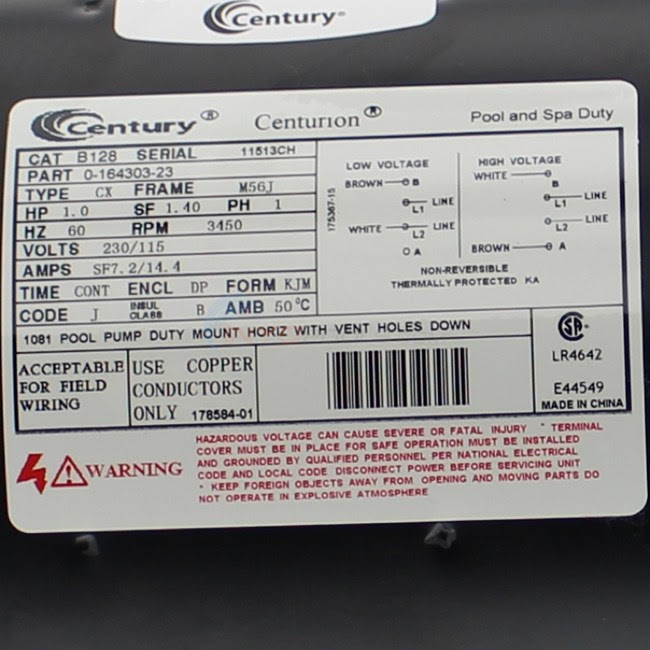 Century®
Century® Centurion® Pool and Spa Duty
CAT B128 SERIAL 11513CH
PART 0-164303-23
TYPE CX FRAME M56J
HP 1.0 SF 1.40 PH 1
HZ 60 RPM 3450
VOLTS 230/115
AMPS SF7.2/14.4
TIME CONT ENCL DP FORM KJM
CODE J INSUL CLASS B AMB 50°C
175367-15
LOW VOLTAGE
BROWN B
L1 LINE
WHITE L2 LINE
A
HIGH VOLTAGE
WHITE
B
L1 LINE
L2 LINE
BROWN A
NON-REVERSIBLE
THERMALLY PROTECTED KA
1081 POOL PUMP DUTY MOUNT HORIZ WITH VENT HOLES DOWN
ACCEPTABLE
FOR FIELD
WIRING
USE COPPER
CONDUCTORS
ONLY 178584-01
LR4642
E44549
MADE IN CHINA
WARNING
HAZARDOUS VOLTAGE CAN CAUSE SEVERE OR FATAL INJURY * TERMINAL
COVER MUST BE IN PLACE FOR SAFE OPERATION MUST BE INSTALLED
AND GROUNDED BY QUALIFIED PERSONNEL PER NATIONAL ELECTRICAL
CODE AND LOCAL CODE DISCONNECT POWER BEFORE SERVICING UNIT
* KEEP FOREIGN OBJECTS AWAY FROM OPENING AND MOVING PARTS DO
NOT OPERATE IN EXPLOSIVE ATMOSPHERE